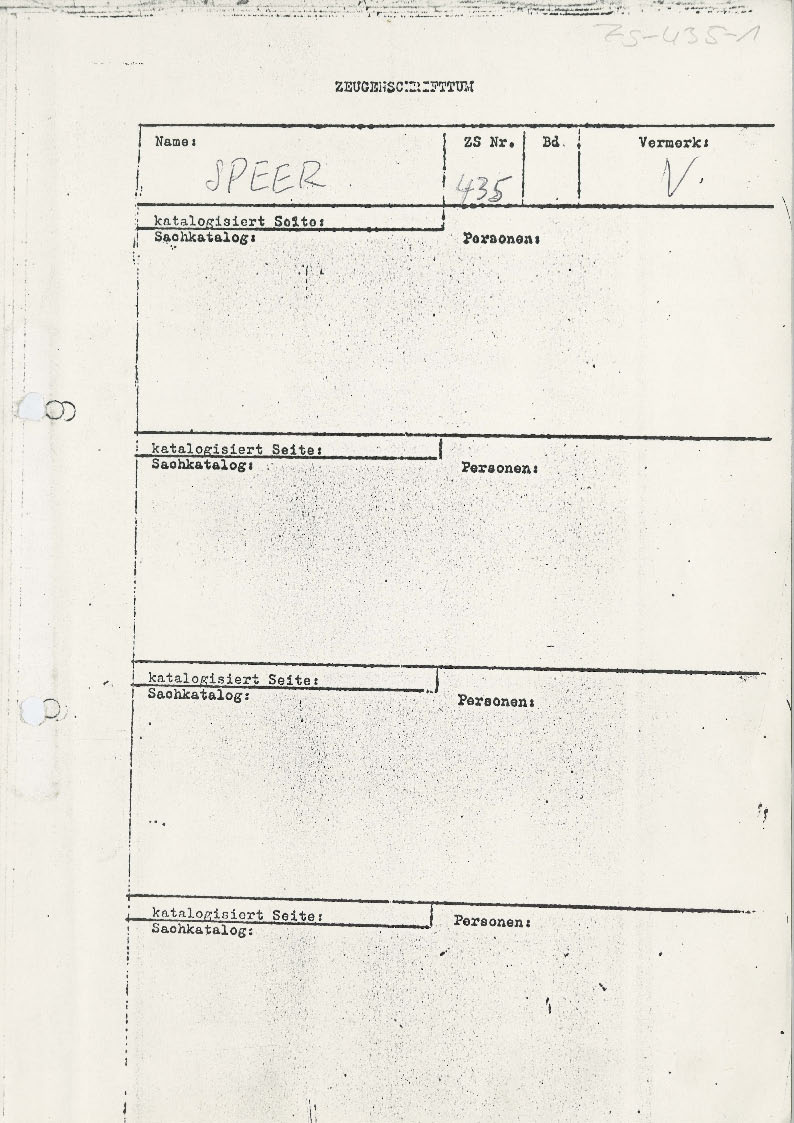 ZS-435-1
ZEUGENSCHRIFTTUM
Name: ZS Nr. Bd. Vermerk:
SPEER 435 V.
katalogisiert Seite:
Sachkatalog: Personen:
katalogisiert Seite:
Sachkatalog: Personen:
katalogisiert Seite:
Sachkatalog: Personen:
katalogisiert Seite:
Sachkatalog: Personen: